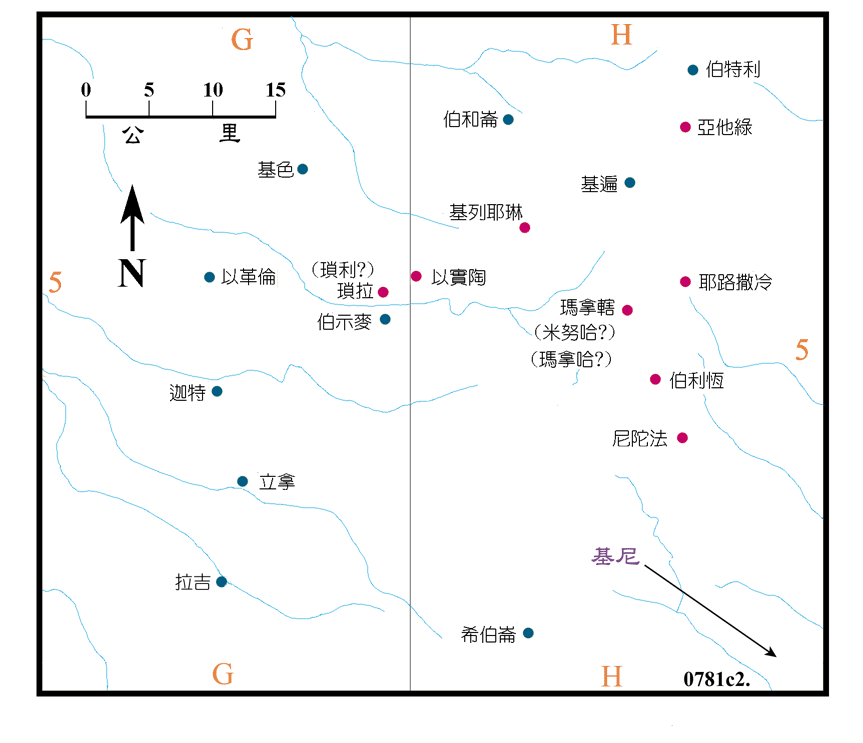 G
H
0 5 10 15
公 里
伯特利
伯和崙
亞他綠
基色
基遍
基列耶琳
N
5
以革倫
(瑣利?)
瑣拉
以實陶
耶路撒冷
伯示麥
瑪拿轄
(米努哈?)
(瑪拿哈?)
5
迦特
伯利恆
尼陀法
立拿
基尼
拉吉
希伯崙
G
H
0781c2.